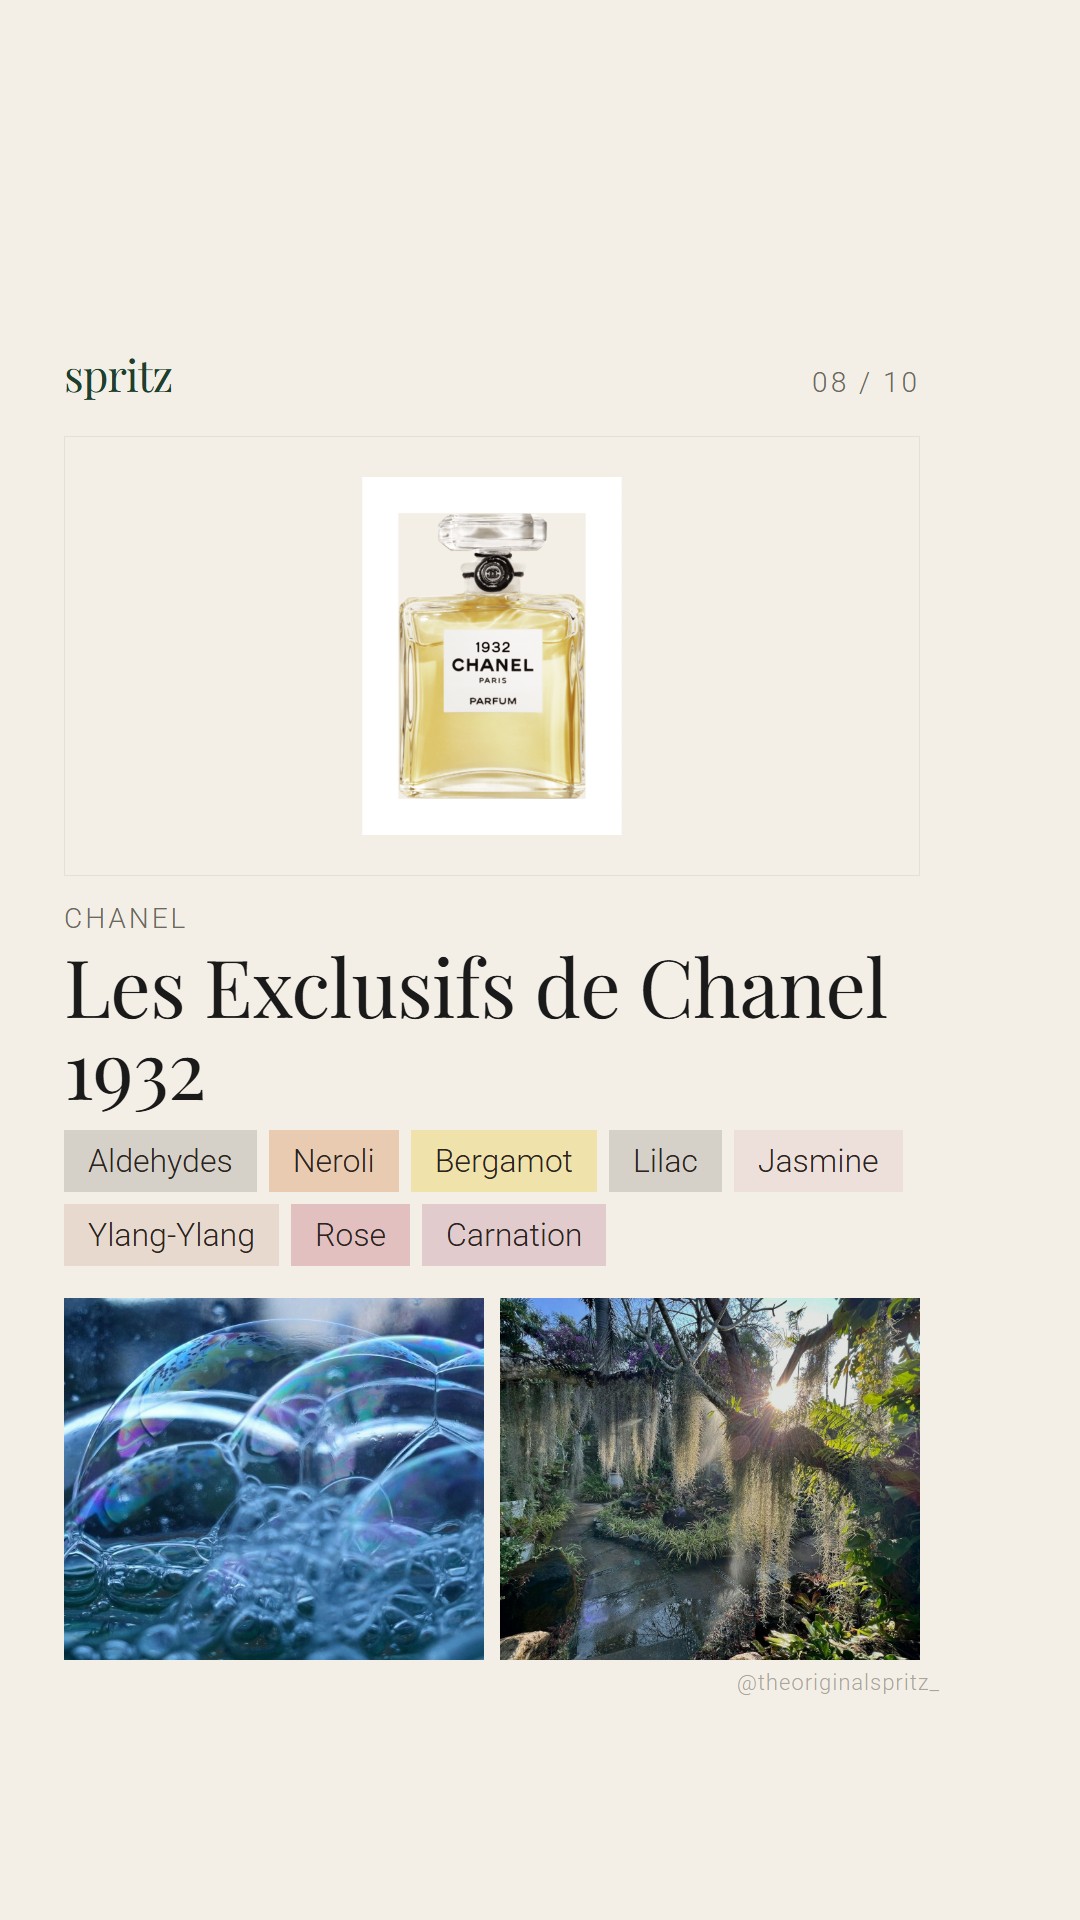 spritz
08 / 10
1932
CHANEL
PARIS
PARFUM
CHANEL
Les Exclusifs de Chanel
1932
Aldehydes Neroli Bergamot Lilac Jasmine
Ylang-Ylang Rose Carnation
@theoriginalspritz_